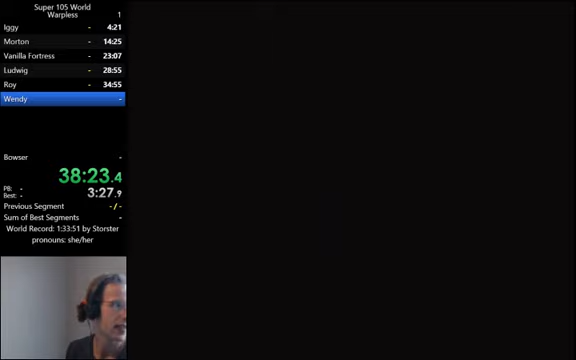 Super 105 World
Warpless 1
Iggy - 4:21
Morton - 14:25
Vanilla Fortress - 23:07
Ludwig - 28:55
Roy - 34:55
Wendy -
Bowser -
38:23.4
PB: -
Best: - 3:27.9
Previous Segment - / -
Sum of Best Segments -
World Record: 1:33:51 by Storster
pronouns: she/her